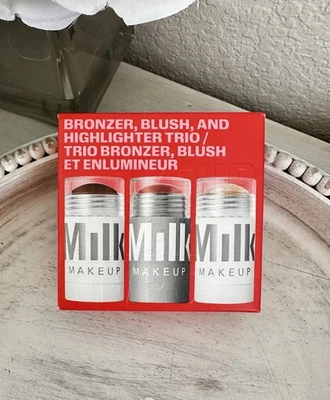 BRONZER, BLUSH, AND
HIGHLIGHTER TRIO /
TRIO BRONZER, BLUSH
ET ENLUMINEUR
Milk
MAKEUP
Milk
MAKEUP
Milk
MAKEUP